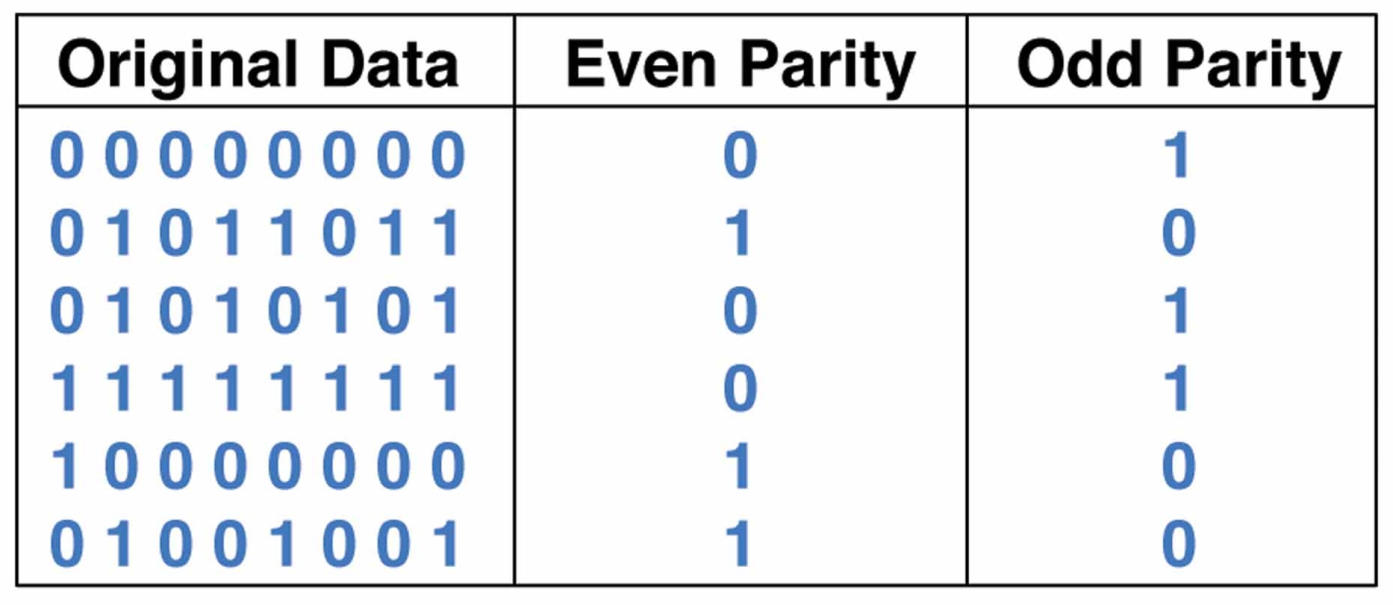 Original Data Even Parity Odd Parity
0 0 0 0 0 0 0 0 0 1
0 1 0 1 1 0 1 1 1 0
0 1 0 1 0 1 0 1 0 1
1 1 1 1 1 1 1 1 0 1
1 0 0 0 0 0 0 0 1 0
0 1 0 0 1 0 0 1 1 0